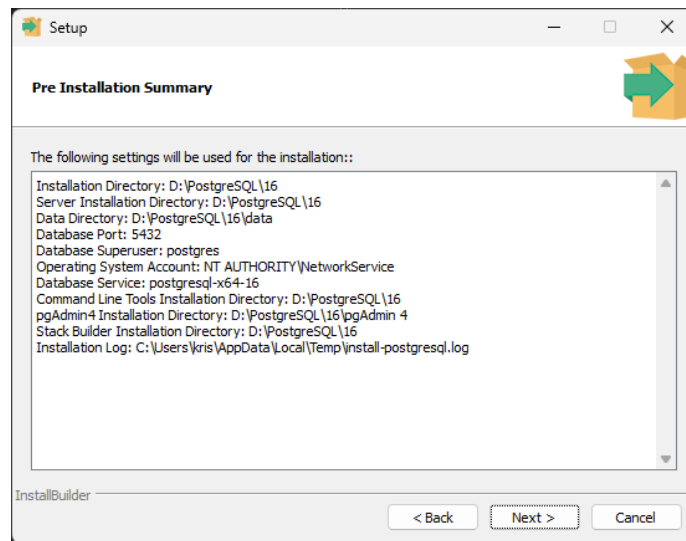 Setup
Pre Installation Summary
The following settings will be used for the installation::
Installation Directory: D:\PostgreSQL\16
Server Installation Directory: D:\PostgreSQL\16
Data Directory: D:\PostgreSQL\16\data
Database Port: 5432
Database Superuser: postgres
Operating System Account: NT AUTHORITY\NetworkService
Database Service: postgresql-x64-16
Command Line Tools Installation Directory: D:\PostgreSQL\16
pgAdmin4 Installation Directory: D:\PostgreSQL\16\pgAdmin 4
Stack Builder Installation Directory: D:\PostgreSQL\16
Installation Log: C:\Users\kris\AppData\Local\Temp\install-postgresql.log
InstallBuilder
< Back Next > Cancel